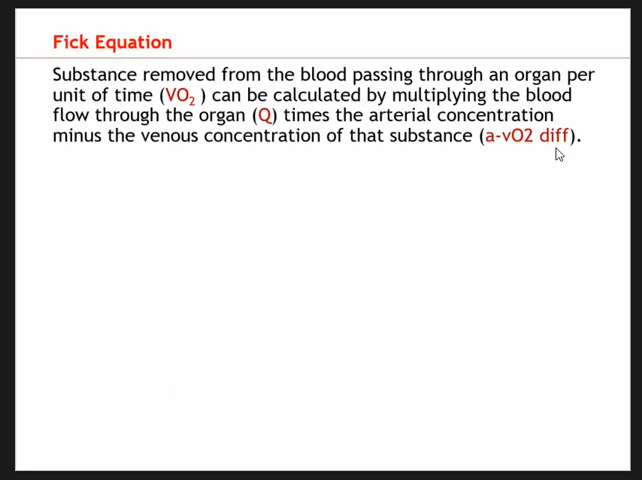 Fick Equation
Substance removed from the blood passing through an organ per
unit of time (VO₂ ) can be calculated by multiplying the blood
flow through the organ (Q) times the arterial concentration
minus the venous concentration of that substance (a-vO2 diff).